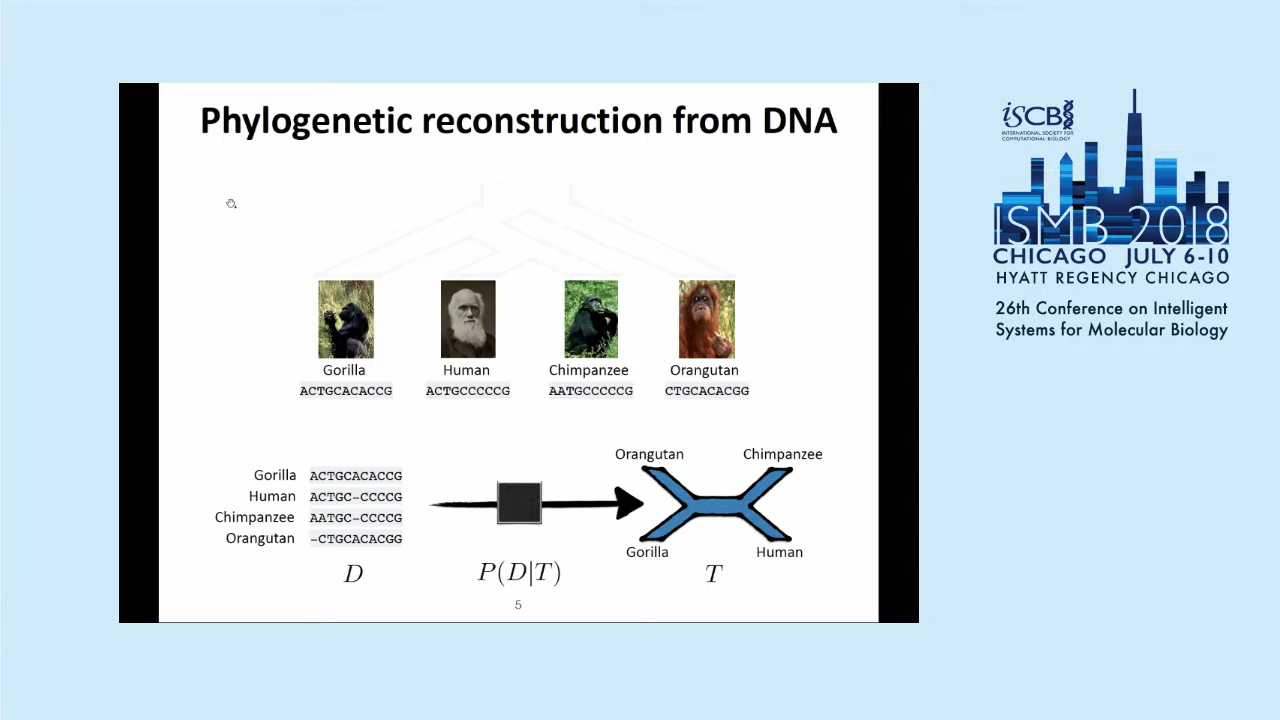 Phylogenetic reconstruction from DNA
Gorilla
Human
Chimpanzee
Orangutan
ACTGCACACCG
ACTGCCCCCG
AATGCCCCCG
CTGCACACGG
Gorilla ACTGCACACCG
Human ACTGC-CCCCG
Chimpanzee AATGC-CCCCG
Orangutan -CTGCACACGG
D
P(D|T)
Orangutan
Chimpanzee
Gorilla
Human
T
5
iSCB
INTERNATIONAL SOCIETY FOR
COMPUTATIONAL BIOLOGY
ISMB 2018
CHICAGO JULY 6-10
HYATT REGENCY CHICAGO
26th Conference on Intelligent
Systems for Molecular Biology